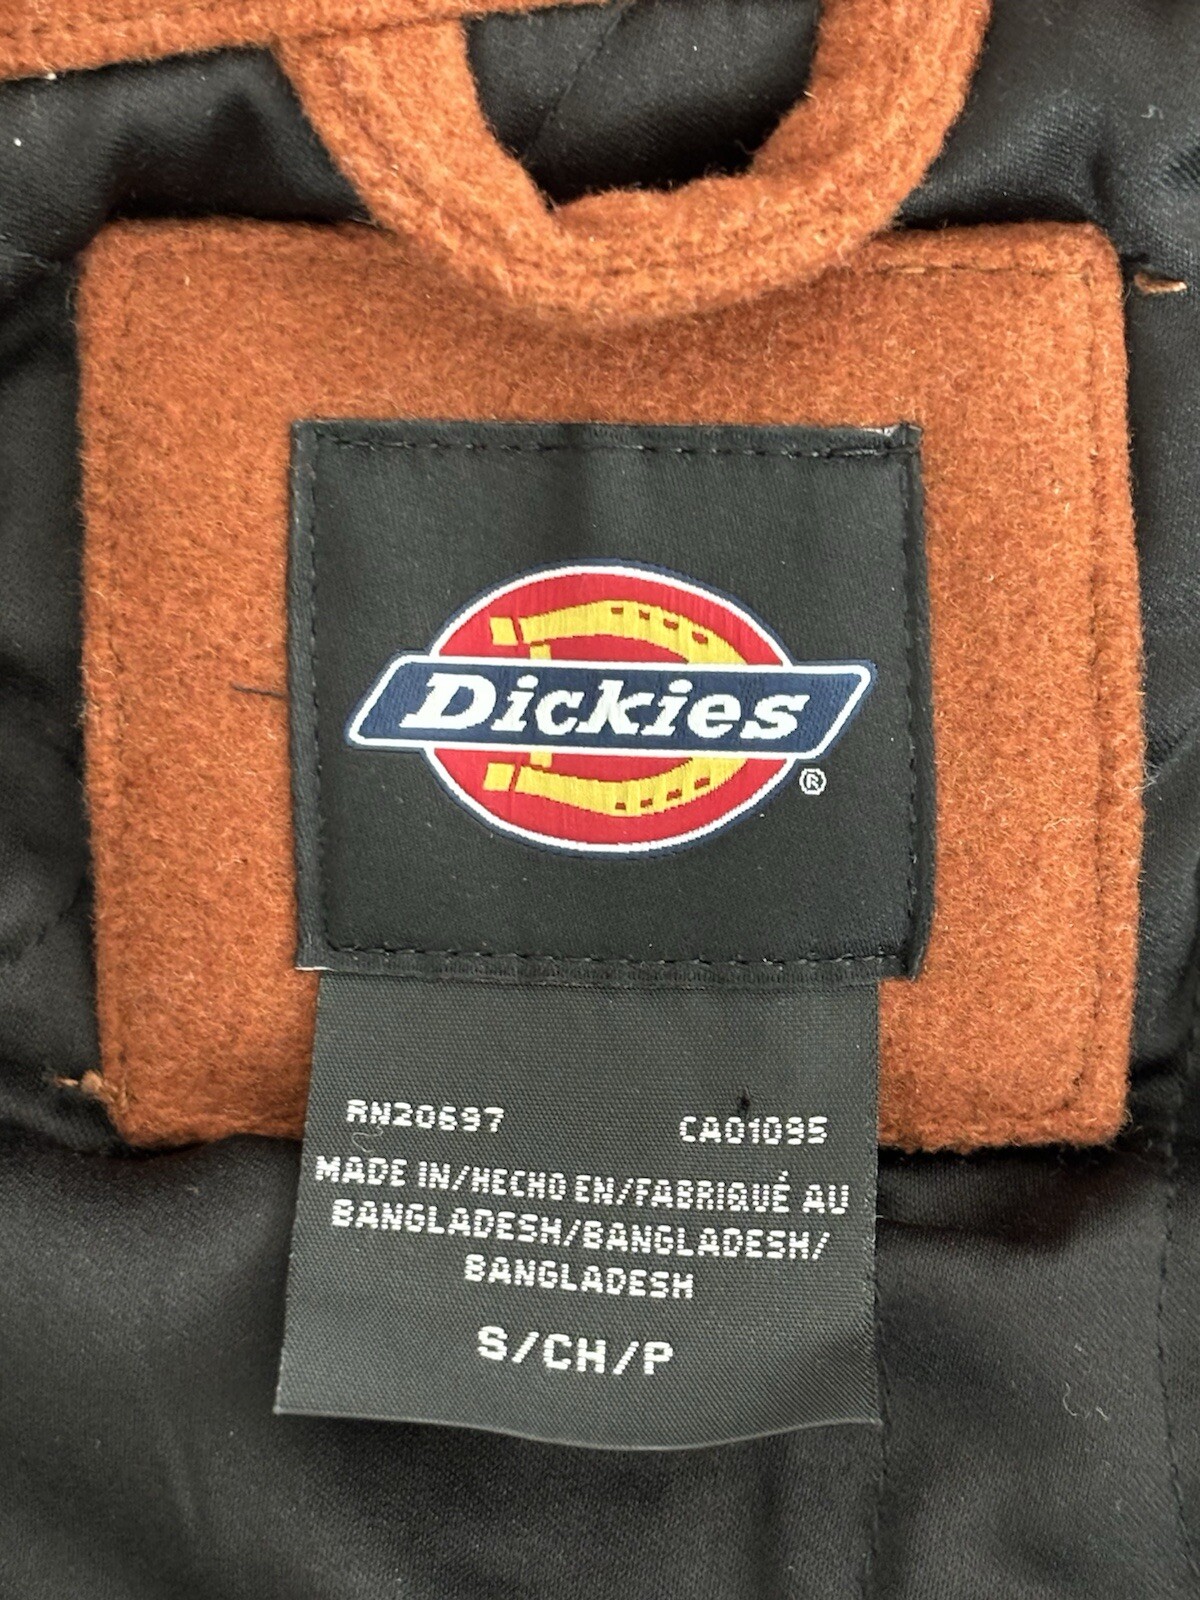 Dickies
®
RN20697 CA01095
MADE IN/HECHO EN/FABRIQUÉ AU
BANGLADESH/BANGLADESH/
BANGLADESH
S/CH/P